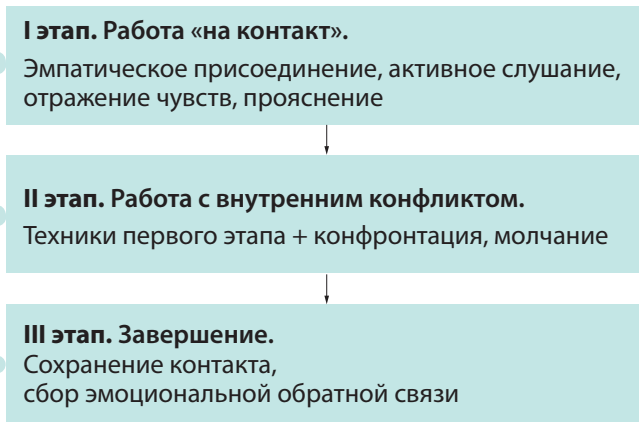 I этап. Работа «на контакт».
Эмпатическое присоединение, активное слушание,
отражение чувств, прояснение
II этап. Работа с внутренним конфликтом.
Техники первого этапа + конфронтация, молчание
III этап. Завершение.
Сохранение контакта,
сбор эмоциональной обратной связи